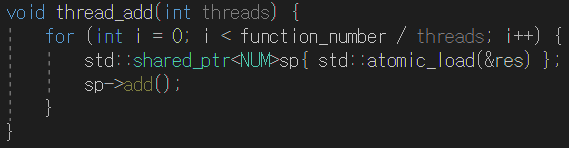 void thread_add(int threads) {
    for (int i = 0; i < function_number / threads; i++) {
        std::shared_ptr<NUM>sp{ std::atomic_load(&res) };
        sp->add();
    }
}